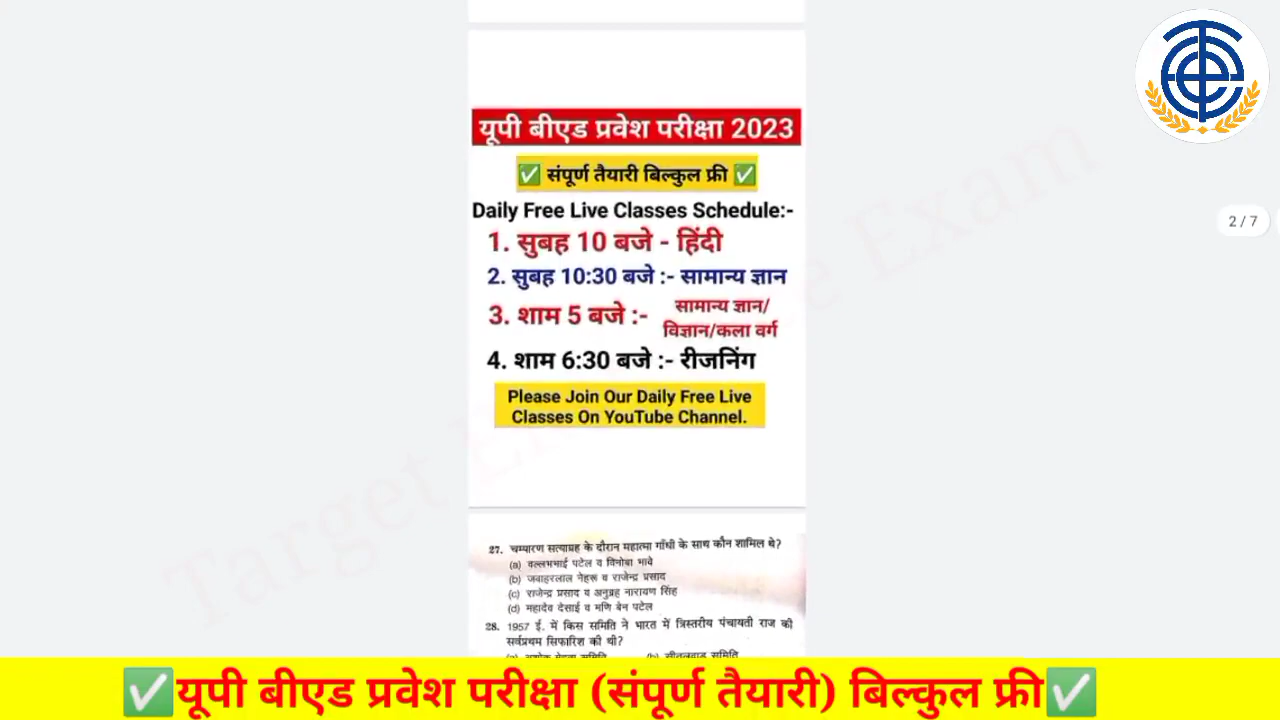 यूपी बीएड प्रवेश परीक्षा 2023
✅ संपूर्ण तैयारी बिल्कुल फ्री ✅
Daily Free Live Classes Schedule:-
1. सुबह 10 बजे - हिंदी
2. सुबह 10:30 बजे :- सामान्य ज्ञान
3. शाम 5 बजे :- सामान्य ज्ञान/
विज्ञान/कला वर्ग
4. शाम 6:30 बजे :- रीजनिंग
Please Join Our Daily Free Live
Classes On YouTube Channel.
2 / 7
27. चम्पारण सत्याग्रह के दौरान महात्मा गाँधी के साथ कौन शामिल थे?
(a) वल्लभभाई पटेल व विनोबा भावे
(b) जवाहरलाल नेहरू व राजेन्द्र प्रसाद
(c) राजेन्द्र प्रसाद व अनुग्रह नारायण सिंह
(d) महादेव देसाई व मणि बेन पटेल
28. 1957 ई. में किस समिति ने भारत में त्रिस्तरीय पंचायती राज की
सर्वप्रथम सिफारिश की थी?
✅यूपी बीएड प्रवेश परीक्षा (संपूर्ण तैयारी) बिल्कुल फ्री✅